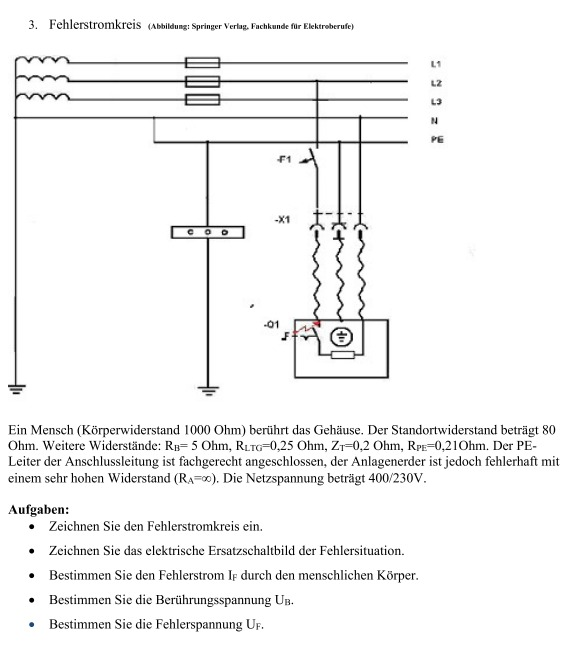 3. Fehlerstromkreis (Abbildung: Springer Verlag, Fachkunde für Elektroberufe)
L1
L2
L3
N
PE
-F1
-X1
-Q1
Ein Mensch (Körperwiderstand 1000 Ohm) berührt das Gehäuse. Der Standortwiderstand beträgt 80
Ohm. Weitere Widerstände: RB= 5 Ohm, RLTG=0,25 Ohm, ZT=0,2 Ohm, RPE=0,21Ohm. Der PE-
Leiter der Anschlussleitung ist fachgerecht angeschlossen, der Anlagenerder ist jedoch fehlerhaft mit
einem sehr hohen Widerstand (RA=∞). Die Netzspannung beträgt 400/230V.
Aufgaben:
• Zeichnen Sie den Fehlerstromkreis ein.
• Zeichnen Sie das elektrische Ersatzschaltbild der Fehlersituation.
• Bestimmen Sie den Fehlerstrom IF durch den menschlichen Körper.
• Bestimmen Sie die Berührungsspannung UB.
• Bestimmen Sie die Fehlerspannung UF.